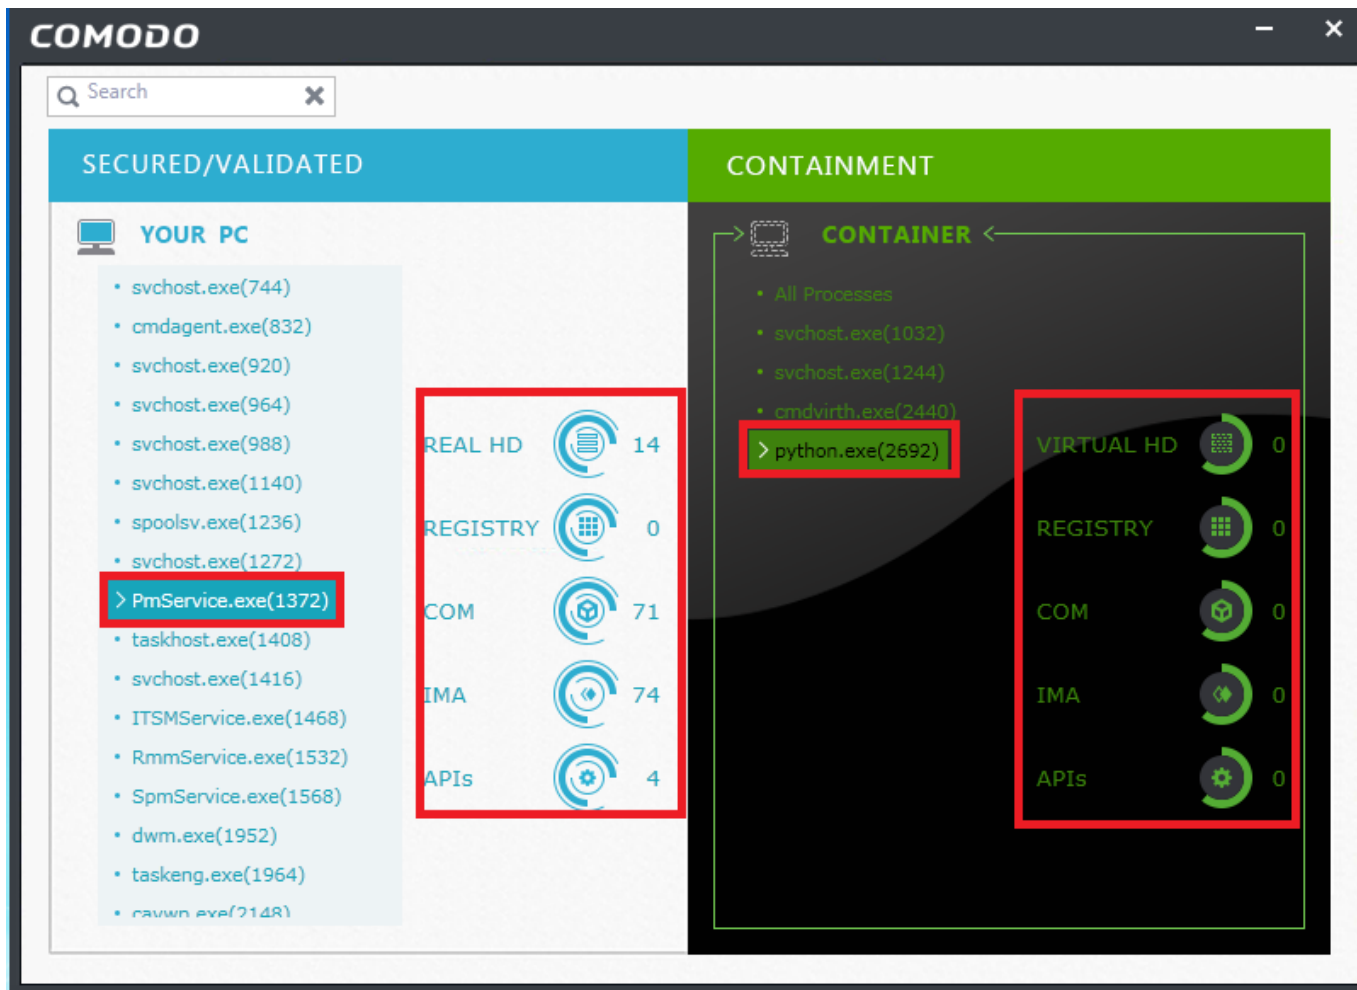 COMODO
Search
SECURED/VALIDATED
YOUR PC
svchost.exe(744)
cmdagent.exe(832)
svchost.exe(920)
svchost.exe(964)
svchost.exe(988)
svchost.exe(1140)
spoolsv.exe(1236)
svchost.exe(1272)
PmService.exe(1372)
taskhost.exe(1408)
svchost.exe(1416)
ITSMService.exe(1468)
RmmService.exe(1532)
SpmService.exe(1568)
dwm.exe(1952)
taskeng.exe(1964)
cavwp.exe(2148)
REAL HD 14
REGISTRY 0
COM 71
IMA 74
APIs 4
CONTAINMENT
CONTAINER
All Processes
svchost.exe(1032)
svchost.exe(1244)
cmdvirth.exe(2440)
python.exe(2692)
VIRTUAL HD 0
REGISTRY 0
COM 0
IMA 0
APIs 0